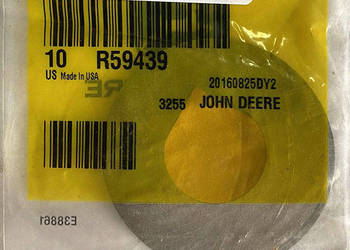 10 R59439
US Made In USA
20160825DY2
3255 JOHN DEERE
RE
E38861